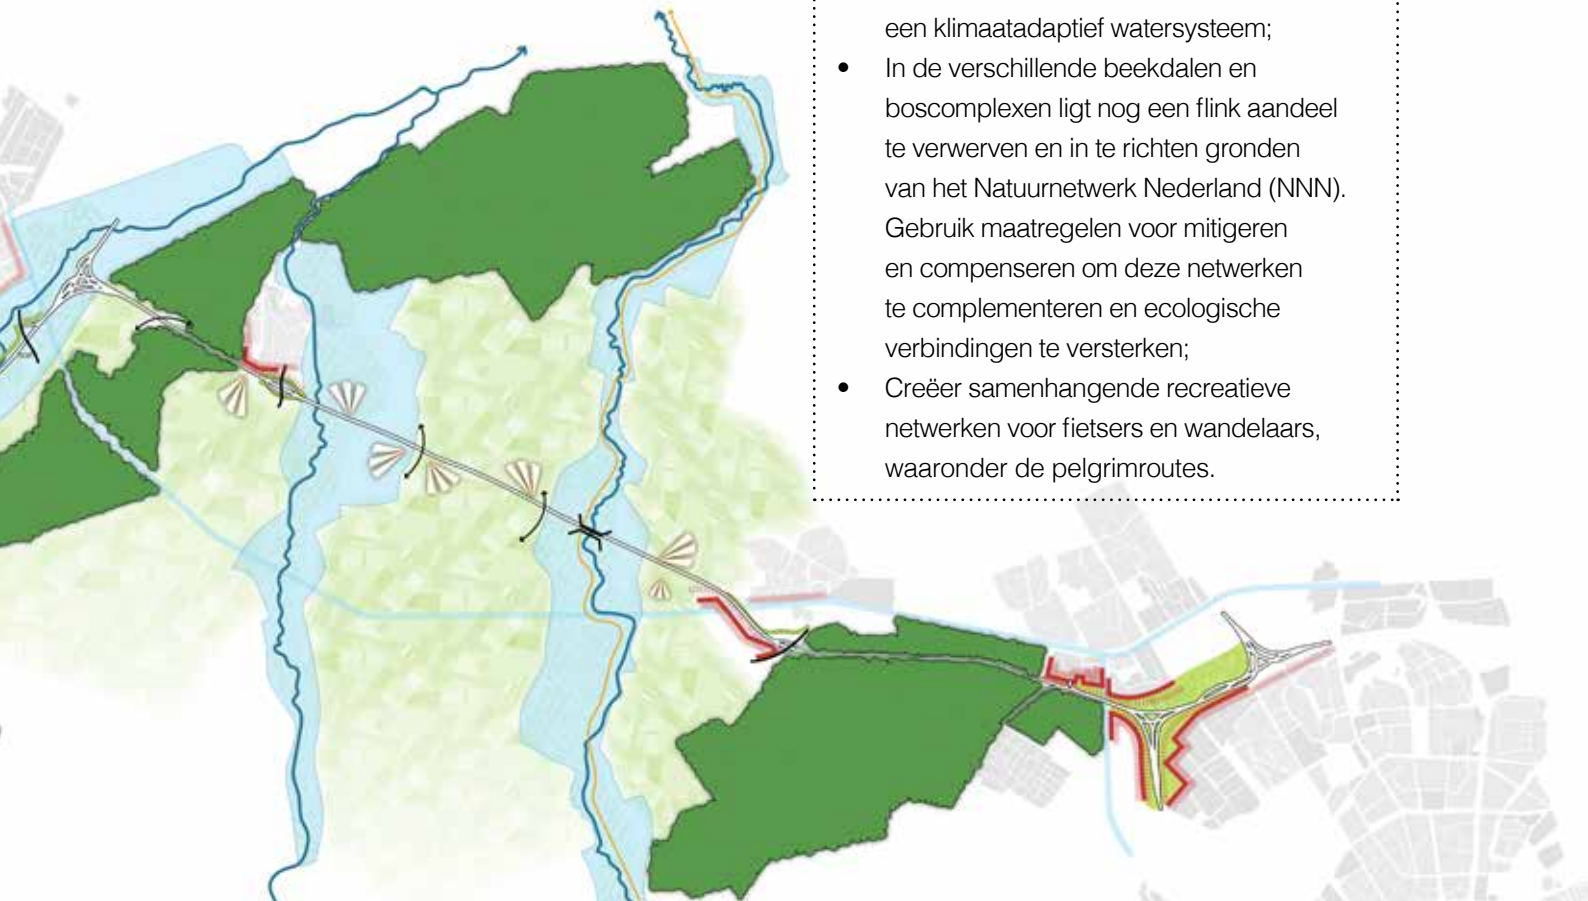 een klimaatadaptief watersysteem;
• In de verschillende beekdalen en
boscomplexen ligt nog een flink aandeel
te verwerven en in te richten gronden
van het Natuurnetwerk Nederland (NNN).
Gebruik maatregelen voor mitigeren
en compenseren om deze netwerken
te complementeren en ecologische
verbindingen te versterken;
• Creëer samenhangende recreatieve
netwerken voor fietsers en wandelaars,
waaronder de pelgrimroutes.